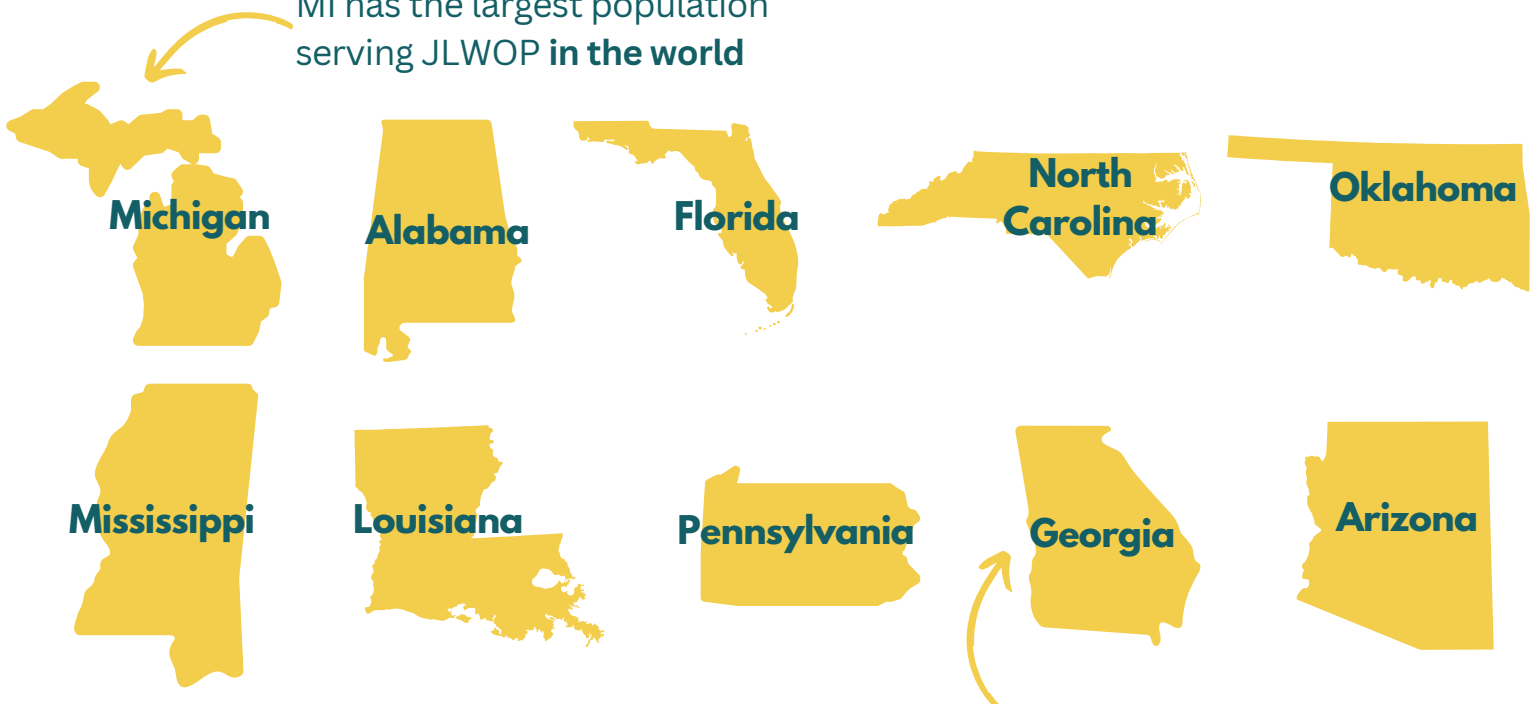 MI has the largest population
serving JLWOP in the world
Michigan
Alabama
Florida
North
Carolina
Oklahoma
Mississippi
Louisiana
Pennsylvania
Georgia
Arizona